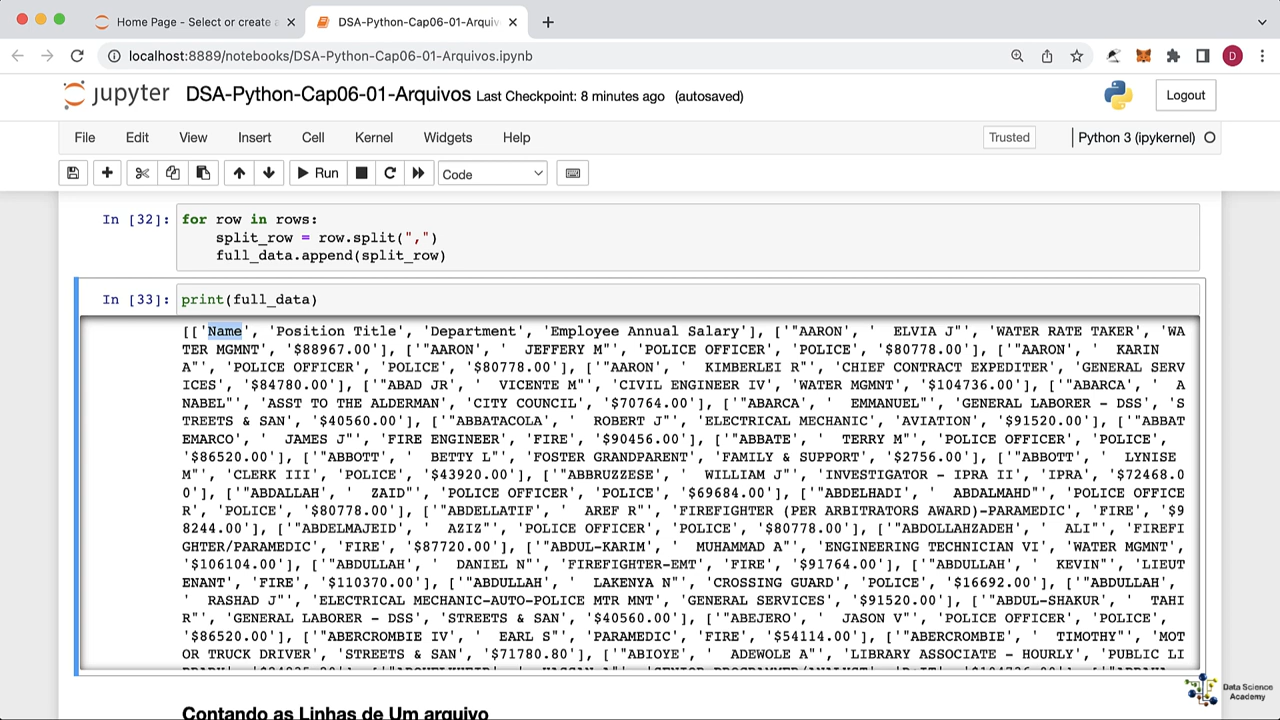 Home Page - Select or create a
DSA-Python-Cap06-01-Arquiv
localhost:8889/notebooks/DSA-Python-Cap06-01-Arquivos.ipynb
D
jupyter DSA-Python-Cap06-01-Arquivos Last Checkpoint: 8 minutes ago (autosaved)
Logout
File Edit View Insert Cell Kernel Widgets Help
Trusted
Python 3 (ipykernel)
Run
Code
In [32]: for row in rows:
split_row = row.split(",")
full_data.append(split_row)
In [33]: print(full_data)
[['Name', 'Position Title', 'Department', 'Employee Annual Salary'], ['"AARON', '  ELVIA J"', 'WATER RATE TAKER', 'WA
TER MGMNT', '$88967.00'], ['"AARON', '  JEFFERY M"', 'POLICE OFFICER', 'POLICE', '$80778.00'], ['"AARON', '  KARIN
A"', 'POLICE OFFICER', 'POLICE', '$80778.00'], ['"AARON', '  KIMBERLEI R"', 'CHIEF CONTRACT EXPEDITER', 'GENERAL SERV
ICES', '$84780.00'], ['"ABAD JR', '  VICENTE M"', 'CIVIL ENGINEER IV', 'WATER MGMNT', '$104736.00'], ['"ABARCA', '  A
NABEL"', 'ASST TO THE ALDERMAN', 'CITY COUNCIL', '$70764.00'], ['"ABARCA', '  EMMANUEL"', 'GENERAL LABORER - DSS', 'S
TREETS & SAN', '$40560.00'], ['"ABBATACOLA', '  ROBERT J"', 'ELECTRICAL MECHANIC', 'AVIATION', '$91520.00'], ['"ABBAT
EMARCO', '  JAMES J"', 'FIRE ENGINEER', 'FIRE', '$90456.00'], ['"ABBATE', '  TERRY M"', 'POLICE OFFICER', 'POLICE',
'$86520.00'], ['"ABBOTT', '  BETTY L"', 'FOSTER GRANDPARENT', 'FAMILY & SUPPORT', '$2756.00'], ['"ABBOTT', '  LYNISE
M"', 'CLERK III', 'POLICE', '$43920.00'], ['"ABBRUZZESE', '  WILLIAM J"', 'INVESTIGATOR - IPRA II', 'IPRA', '$72468.0
0'], ['"ABDALLAH', '  ZAID"', 'POLICE OFFICER', 'POLICE', '$69684.00'], ['"ABDELHADI', '  ABDALMAHD"', 'POLICE OFFICE
R', 'POLICE', '$80778.00'], ['"ABDELLATIF', '  AREF R"', 'FIREFIGHTER (PER ARBITRATORS AWARD)-PARAMEDIC', 'FIRE', '$9
8244.00'], ['"ABDELMAJEID', '  AZIZ"', 'POLICE OFFICER', 'POLICE', '$80778.00'], ['"ABDOLLAHZADEH', '  ALI"', 'FIREFI
GHTER/PARAMEDIC', 'FIRE', '$87720.00'], ['"ABDUL-KARIM', '  MUHAMMAD A"', 'ENGINEERING TECHNICIAN VI', 'WATER MGMNT',
'$106104.00'], ['"ABDULLAH', '  DANIEL N"', 'FIREFIGHTER-EMT', 'FIRE', '$91764.00'], ['"ABDULLAH', '  KEVIN"', 'LIEUT
ENANT', 'FIRE', '$110370.00'], ['"ABDULLAH', '  LAKENYA N"', 'CROSSING GUARD', 'POLICE', '$16692.00'], ['"ABDULLAH',
'  RASHAD J"', 'ELECTRICAL MECHANIC-AUTO-POLICE MTR MNT', 'GENERAL SERVICES', '$91520.00'], ['"ABDUL-SHAKUR', '  TAHI
R"', 'GENERAL LABORER - DSS', 'STREETS & SAN', '$40560.00'], ['"ABEJERO', '  JASON V"', 'POLICE OFFICER', 'POLICE',
'$86520.00'], ['"ABERCROMBIE IV', '  EARL S"', 'PARAMEDIC', 'FIRE', '$54114.00'], ['"ABERCROMBIE', '  TIMOTHY"', 'MOT
OR TRUCK DRIVER', 'STREETS & SAN', '$71780.80'], ['"ABIOYE', '  ADEWOLE A"', 'LIBRARY ASSOCIATE - HOURLY', 'PUBLIC LI
Contando as Linhas de Um arquivo
Data Science
Academy